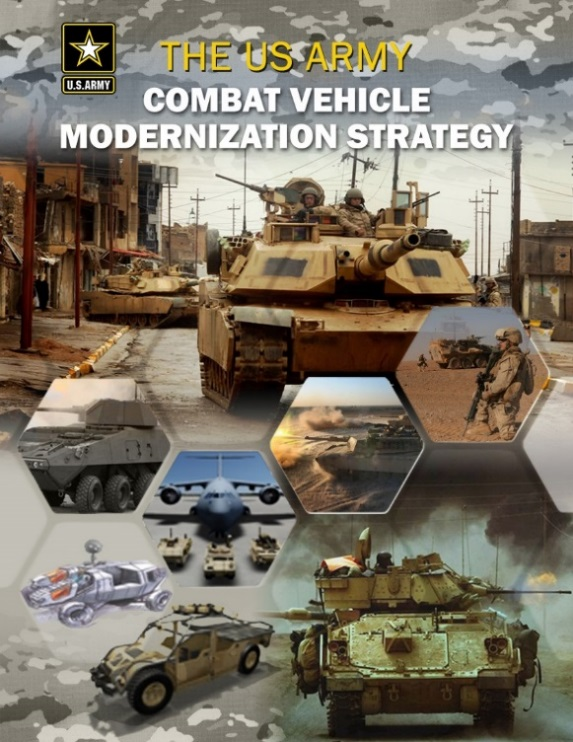 U.S.ARMY
THE US ARMY
COMBAT VEHICLE
MODERNIZATION STRATEGY